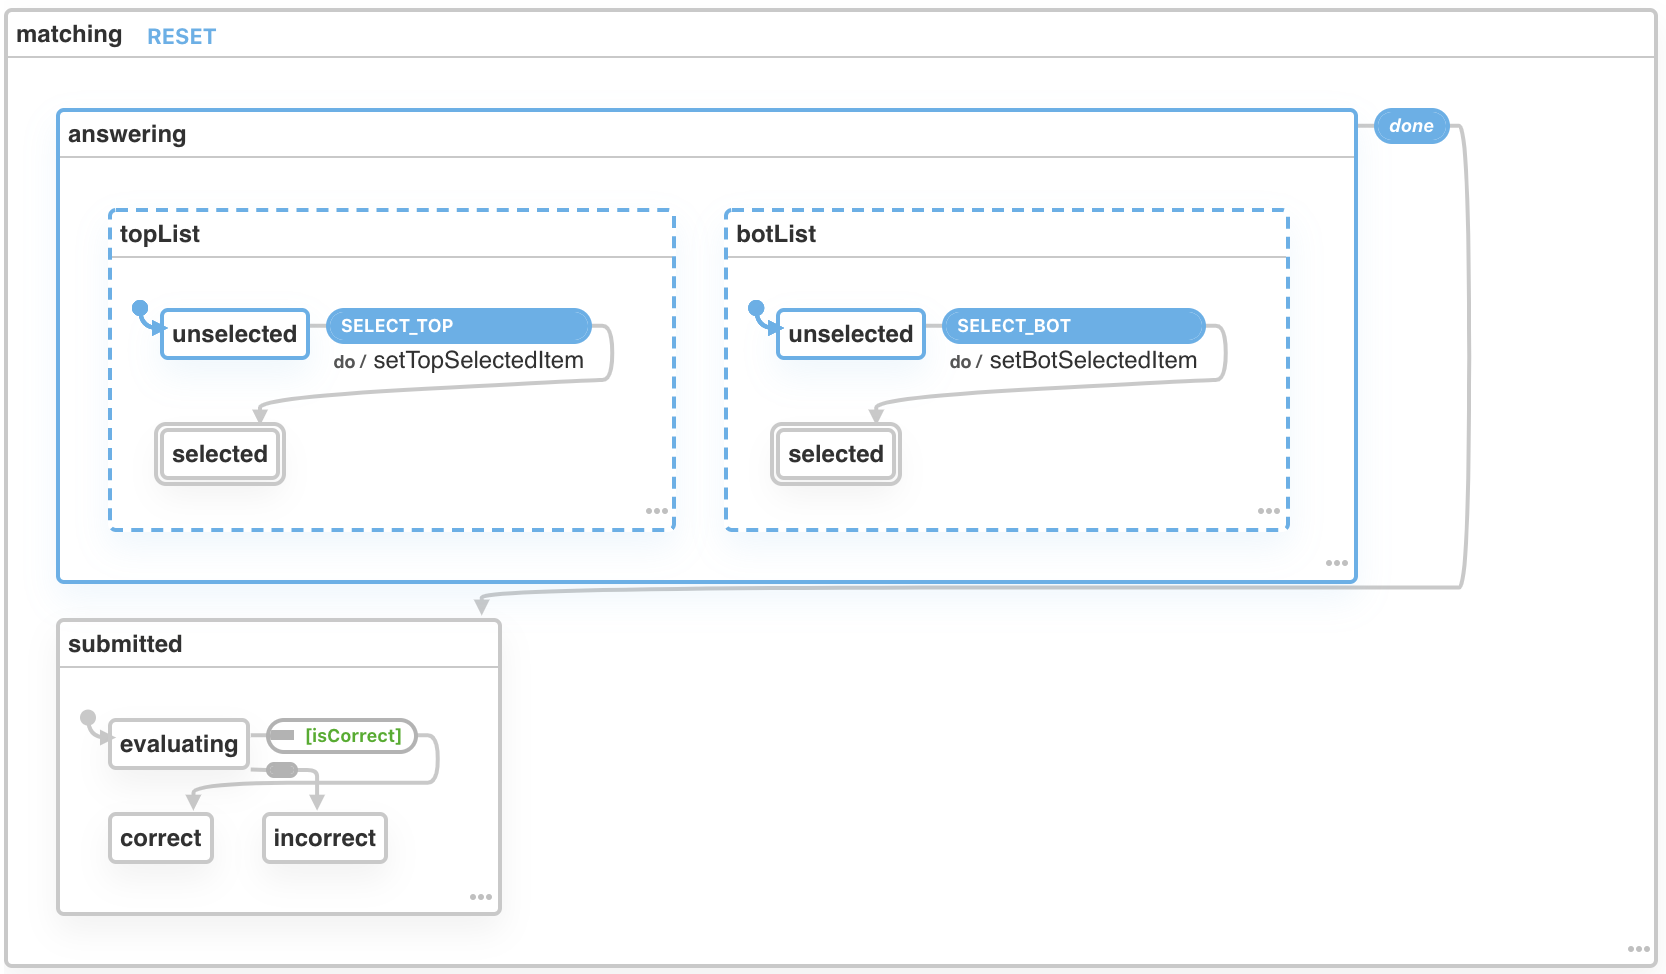 matching RESET
answering
done
topList
unselected SELECT_TOP
do / setTopSelectedItem
selected
botList
unselected SELECT_BOT
do / setBotSelectedItem
selected
submitted
evaluating [isCorrect]
correct incorrect